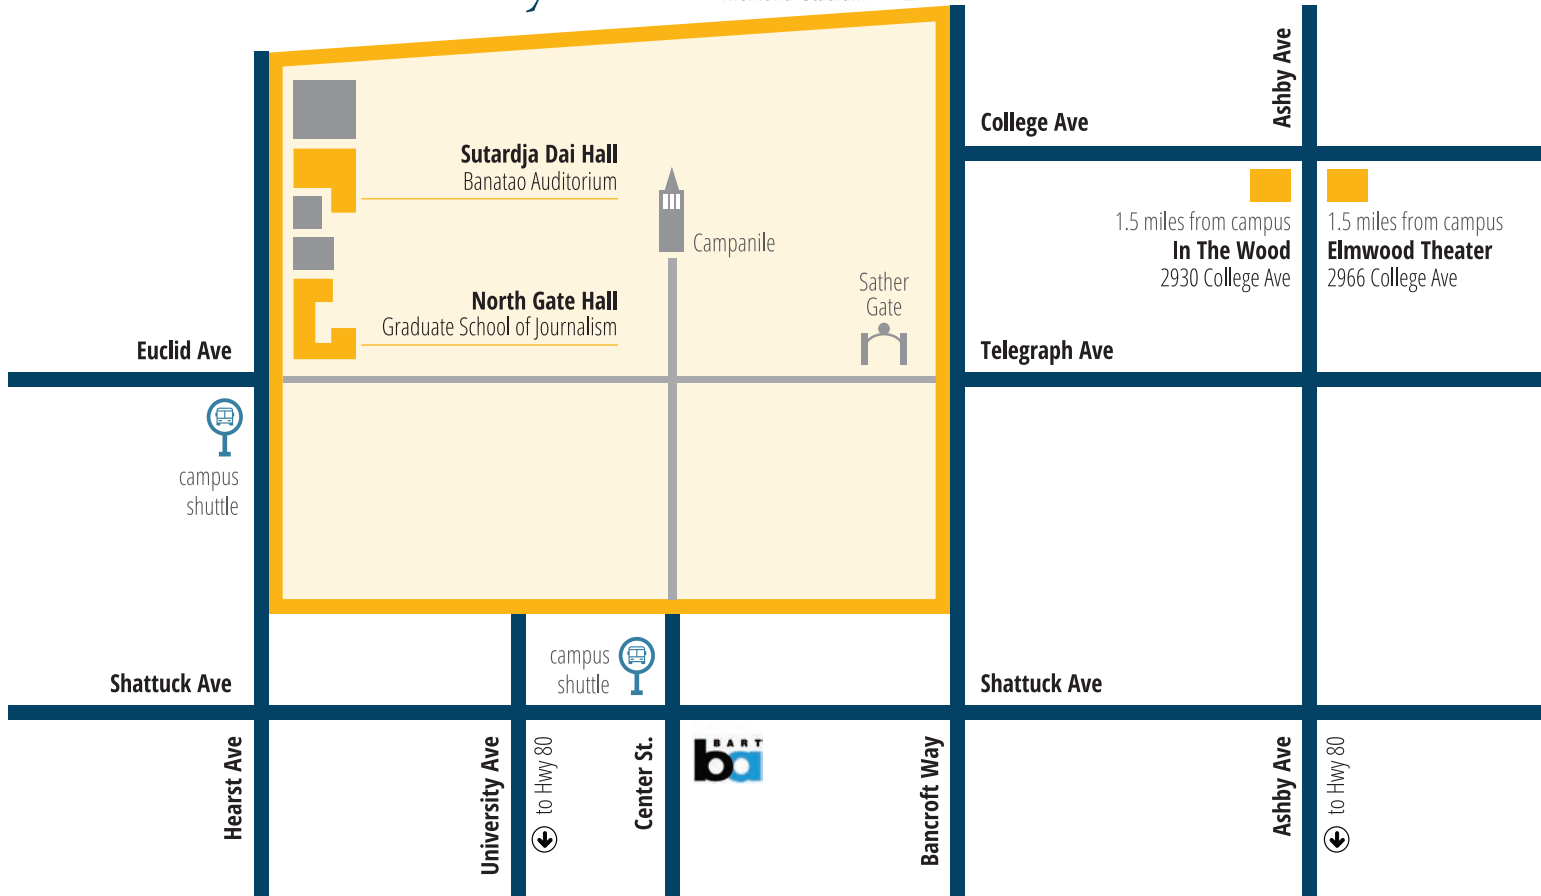 Ashby Ave
College Ave
Sutardja Dai Hall
Banatao Auditorium
1.5 miles from campus
In The Wood
2930 College Ave
1.5 miles from campus
Elmwood Theater
2966 College Ave
Campanile
Sather
Gate
North Gate Hall
Graduate School of Journalism
Euclid Ave
Telegraph Ave
campus
shuttle
campus
shuttle
Shattuck Ave
Shattuck Ave
Hearst Ave
University Ave
to Hwy 80
Center St.
BART
ba
Bancroft Way
Ashby Ave
to Hwy 80